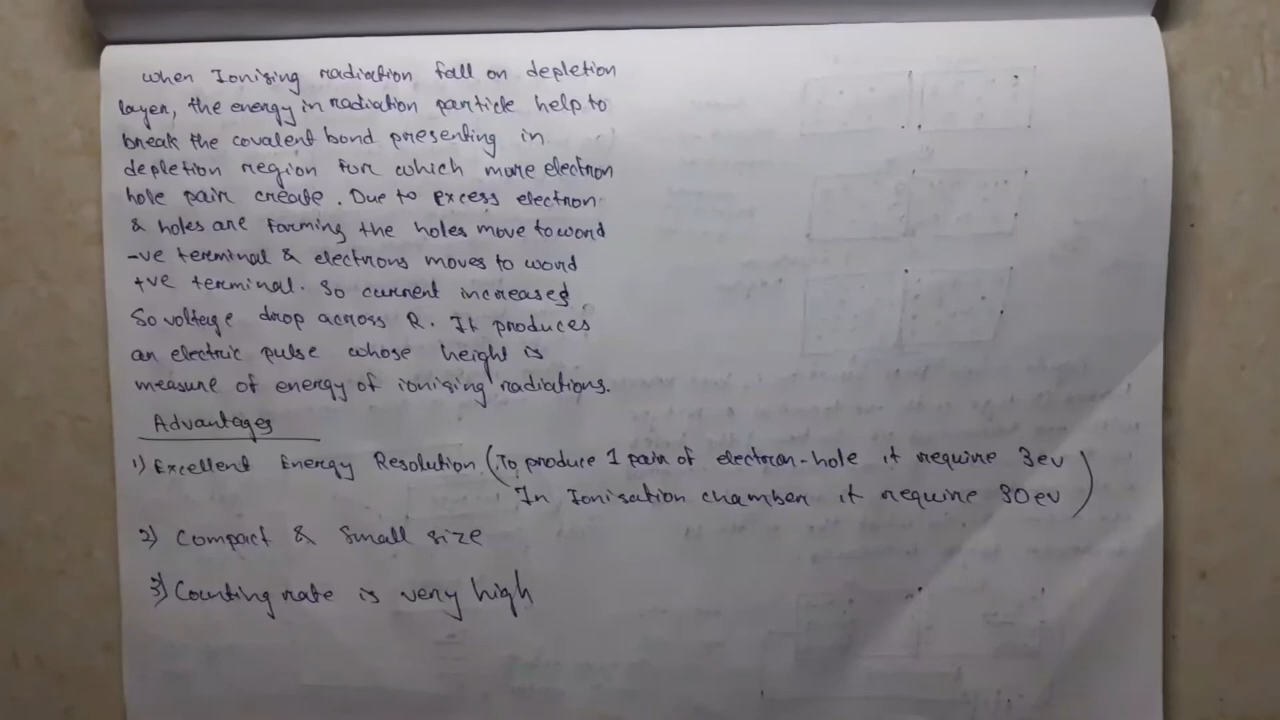 when Ionising radiation fall on depletion
layer, the energy in radiation particle help to
break the covalent bond presenting in
depletion region for which more electron
hole pair create. Due to excess electron
& holes are forming the holes move toword
-ve terminal & electrons moves to word
+ve terminal. So current increased
So voltage drop across R. It produces
an electric pulse whose height is
measure of energy of ionising radiations.
Advantages
1) Excellent Energy Resolution (To produce 1 pair of electron-hole it require 3ev
In Ionisation chamber it require 30ev)
2) Compact & Small size
3) Counting rate is very high